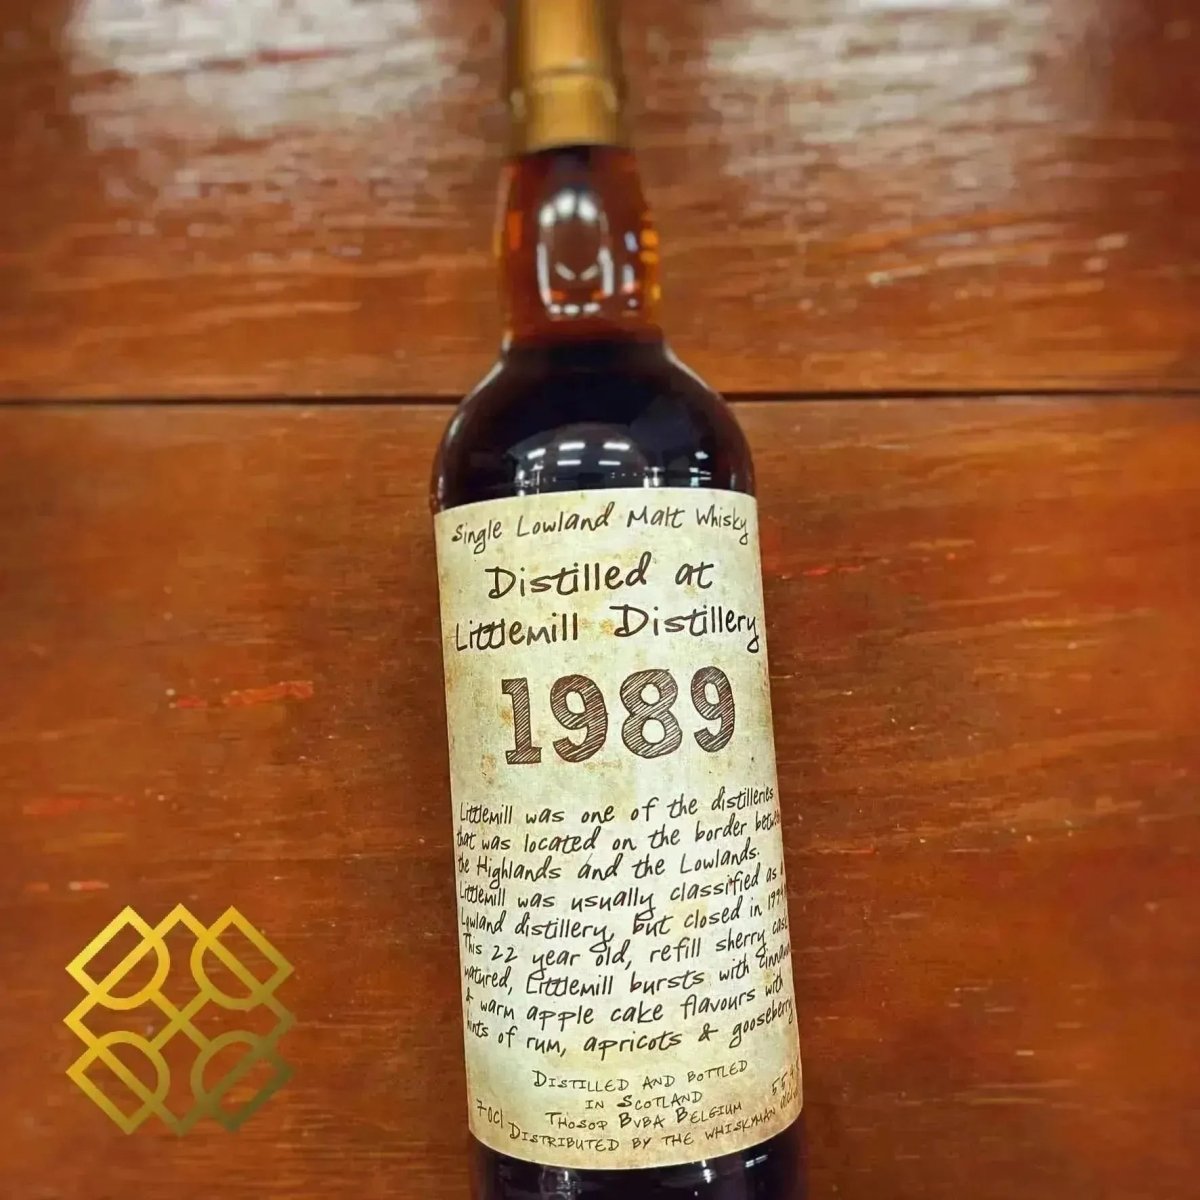 Single Lowland Malt Whisky
Distilled at
Littlemill Distillery
1989
Littlemill was one of the distilleries
that was located on the border
the Highlands and the Lowlands.
Littlemill was usually classified as
Lowland distillery, but closed in
This 22 year old, refill sherry
matured, Littlemill bursts with
& warm apple cake flavours with
hints of rum, apricots & gooseberry
DISTILLED AND BOTTLED
IN SCOTLAND
70cl THOSOP BVBA BELGIUM
DISTRIBUTED BY THE WHISKYMAN